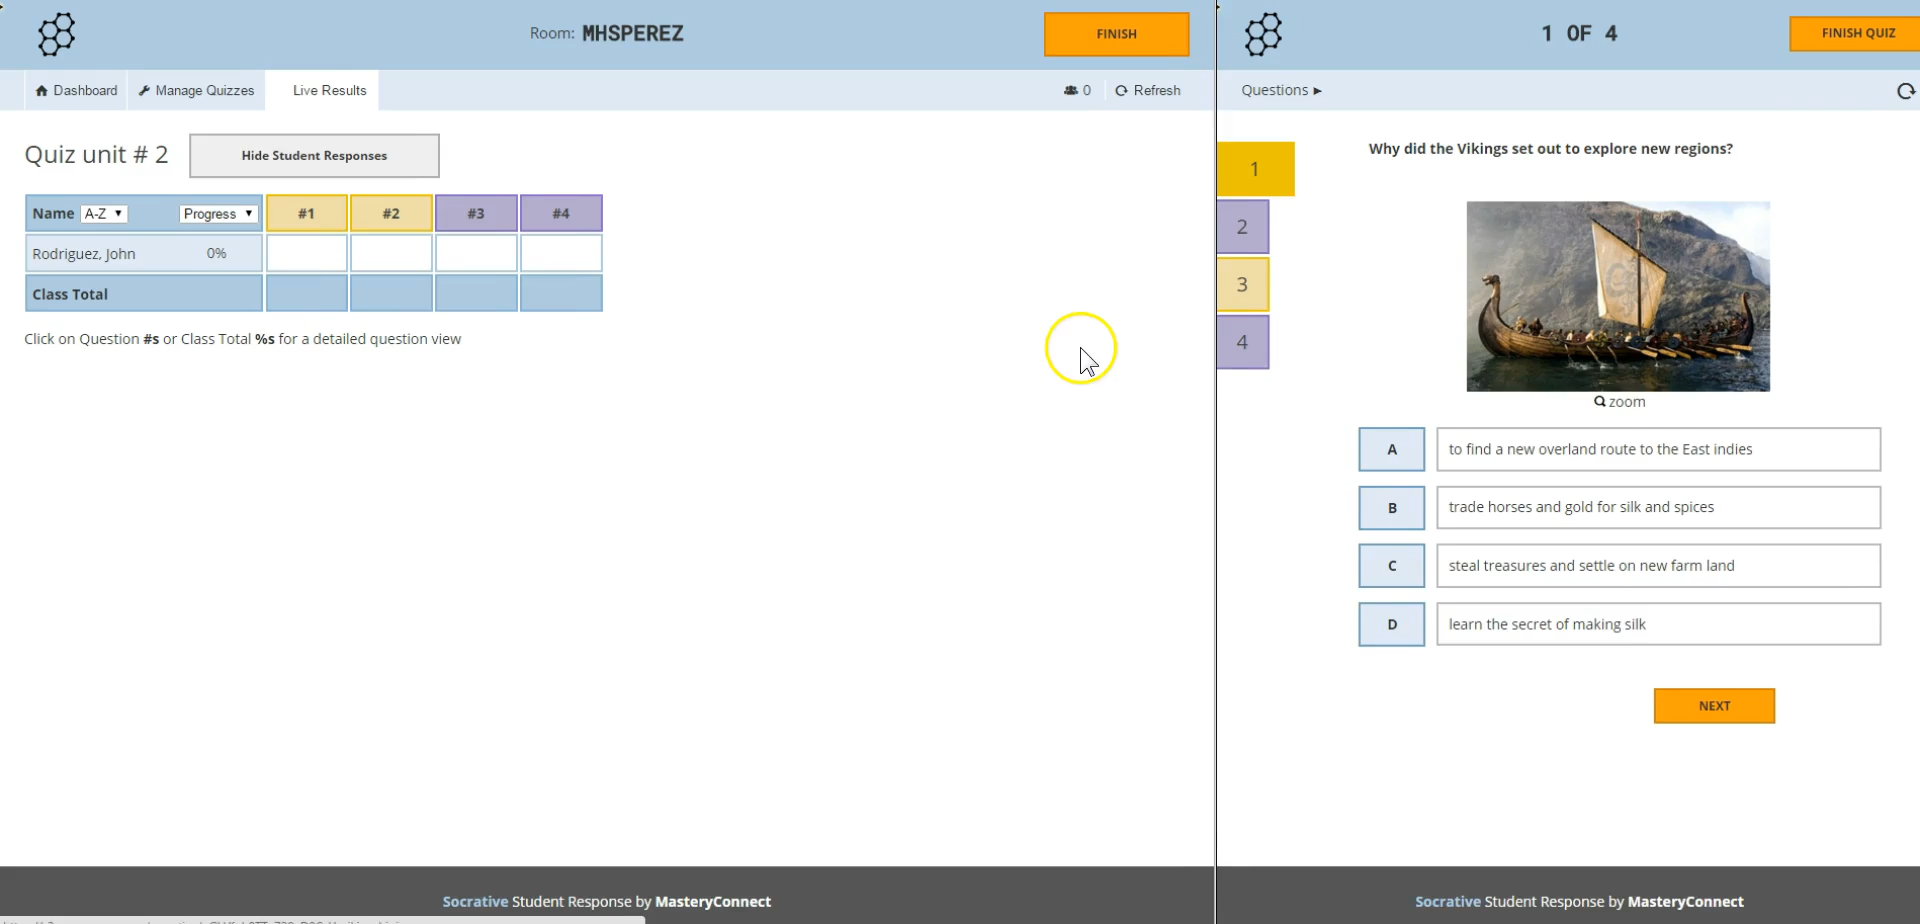 Room: MHSPEREZ
FINISH
Dashboard
Manage Quizzes
Live Results
0
Refresh
Quiz unit # 2
Hide Student Responses
Name A-Z Progress #1 #2 #3 #4
Rodriguez, John 0%
Class Total
Click on Question #s or Class Total %s for a detailed question view
Socrative Student Response by MasteryConnect
1 OF 4
FINISH QUIZ
Questions
1
2
3
4
Why did the Vikings set out to explore new regions?
zoom
A to find a new overland route to the East indies
B trade horses and gold for silk and spices
C steal treasures and settle on new farm land
D learn the secret of making silk
NEXT
Socrative Student Response by MasteryConnect